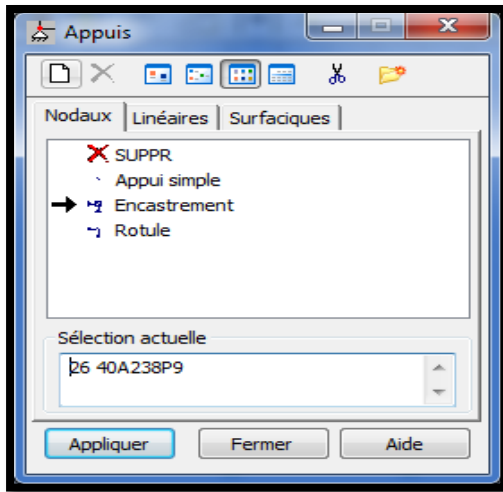 Appuis
Nodaux Linéaires Surfaciques
SUPPR
Appui simple
Encastrement
Rotule
Sélection actuelle
26 40A238P9
Appliquer Fermer Aide